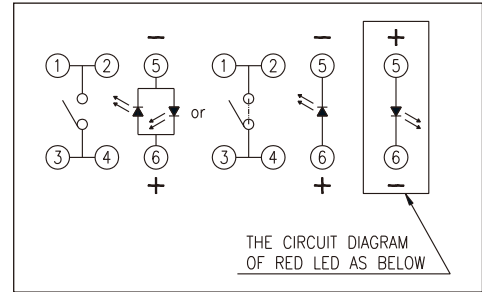 − − +
1 2 5 or 1 2 5 5
3 4 6 3 4 6 6
+ + −
THE CIRCUIT DIAGRAM
OF RED LED AS BELOW